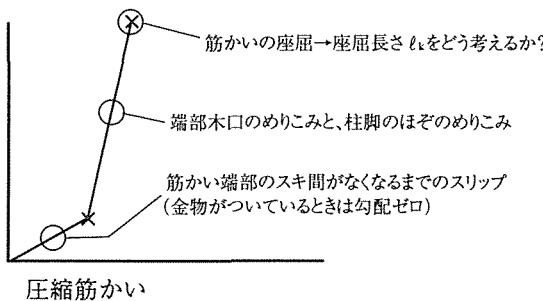 筋かいの座屈→座屈長さℓkをどう考えるか?
端部木口のめりこみと、柱脚のほぞのめりこみ
筋かい端部のスキ間がなくなるまでのスリップ
(金物がついているときは勾配ゼロ)
圧縮筋かい